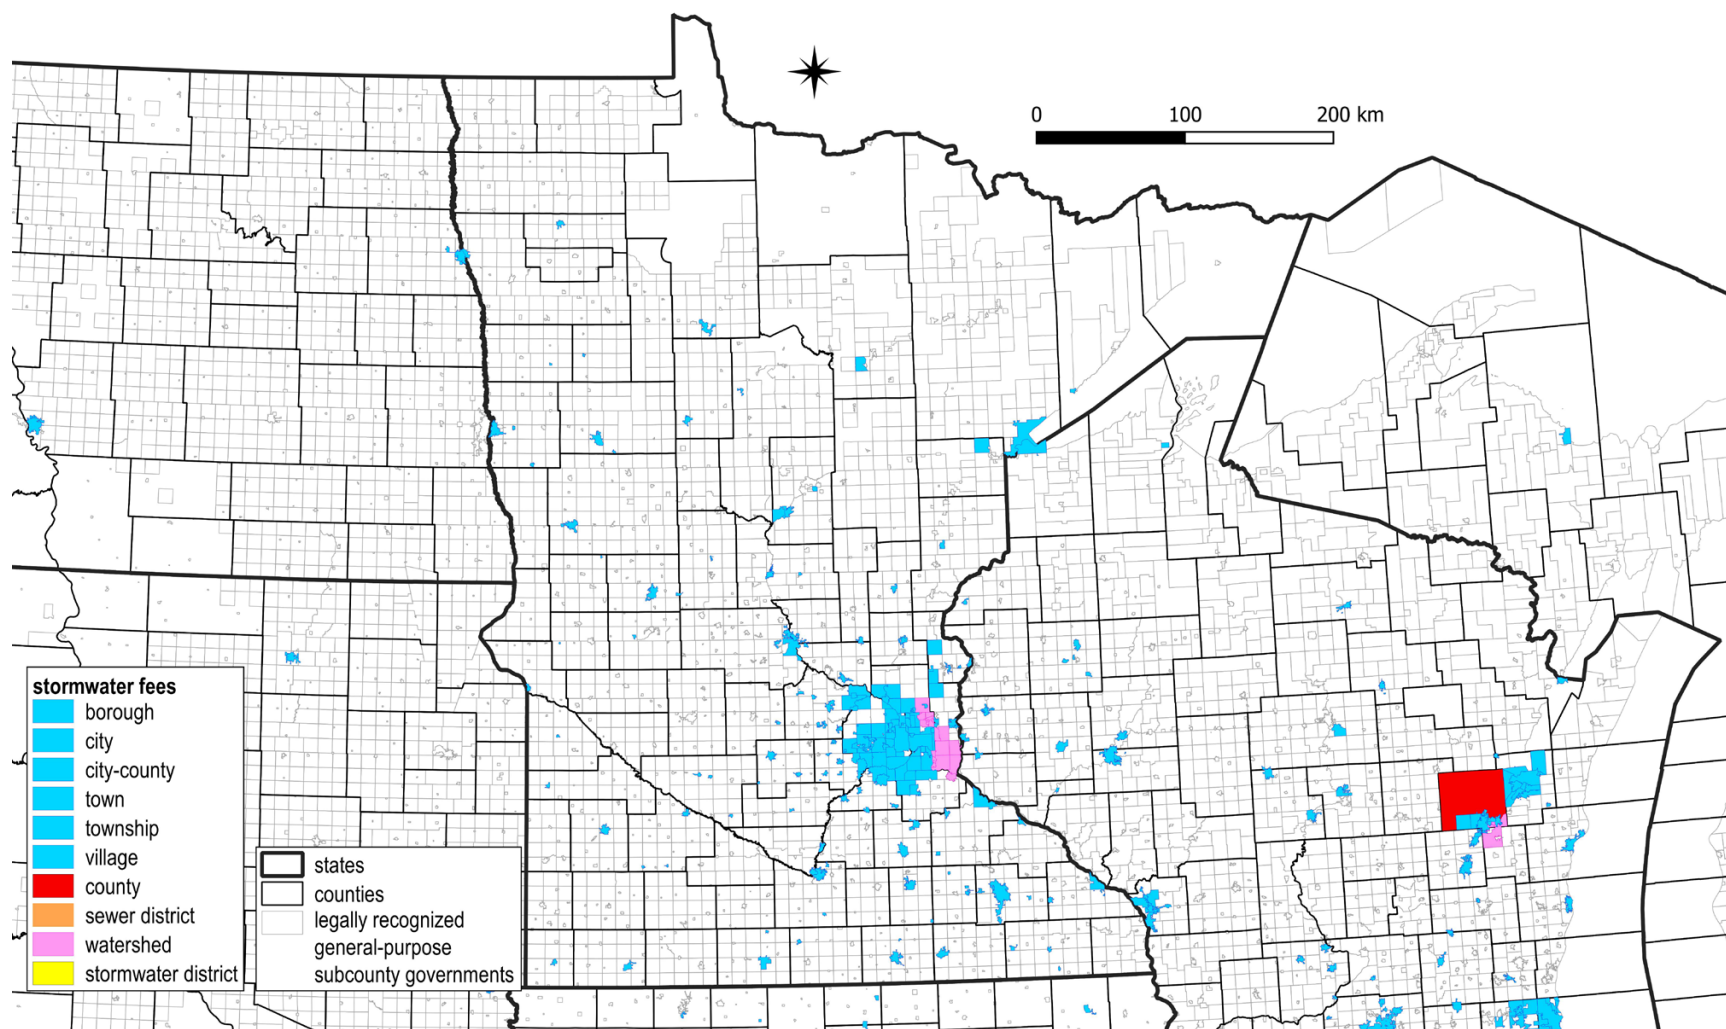 0 100 200 km
stormwater fees
borough
city
city-county
town
township
village
county
sewer district
watershed
stormwater district
states
counties
legally recognized
general-purpose
subcounty governments